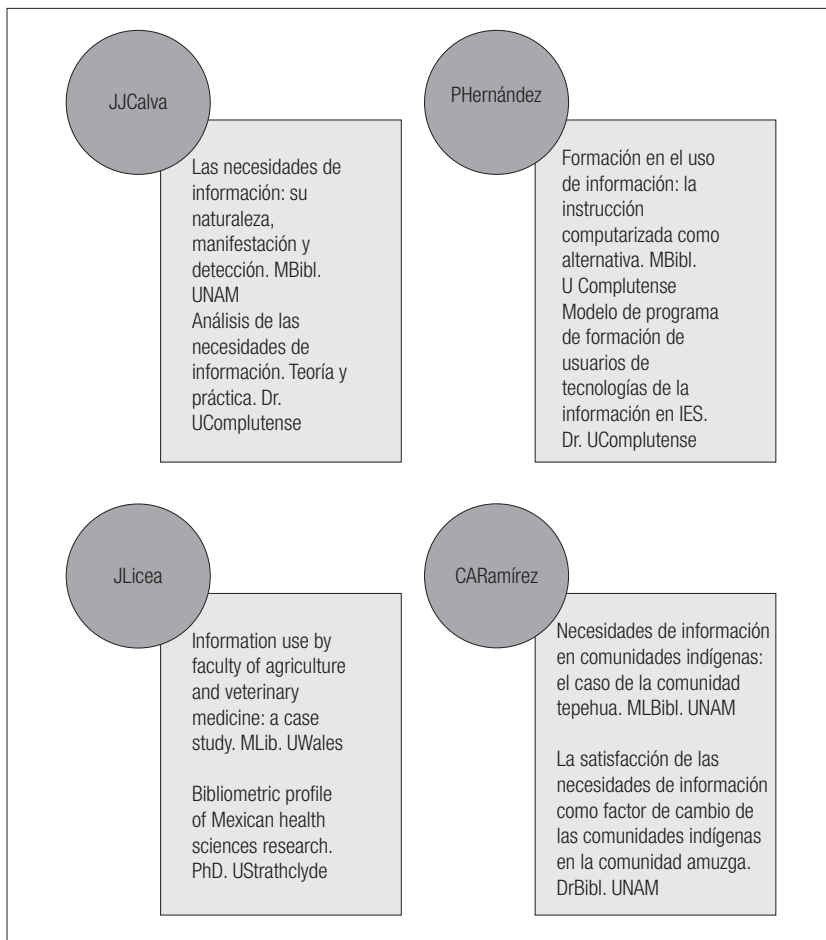 JJCalva
Las necesidades de
información: su
naturaleza,
manifestación y
detección. MBibl.
UNAM
Análisis de las
necesidades de
información. Teoría y
práctica. Dr.
UComplutense
PHernández
Formación en el uso
de información: la
instrucción
computarizada como
alternativa. MBibl.
U Complutense
Modelo de programa
de formación de
usuarios de
tecnologías de la
información en IES.
Dr. UComplutense
JLicea
Information use by
faculty of agriculture
and veterinary
medicine: a case
study. MLib. UWales
Bibliometric profile
of Mexican health
sciences research.
PhD. UStrathclyde
CARamírez
Necesidades de información
en comunidades indígenas:
el caso de la comunidad
tepehua. MLBibl. UNAM
La satisfacción de las
necesidades de información
como factor de cambio de
las comunidades indígenas
en la comunidad amuzga.
DrBibl. UNAM